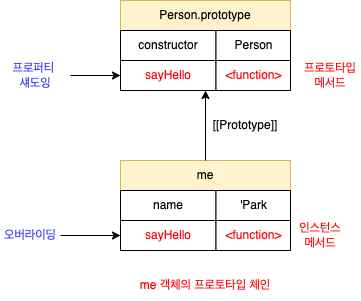 Person.prototype
constructor Person
프로퍼티
섀도잉
sayHello <function>
프로토타입
메서드
[[Prototype]]
me
name 'Park
오버라이딩
sayHello <function>
인스턴스
메서드
me 객체의 프로토타입 체인